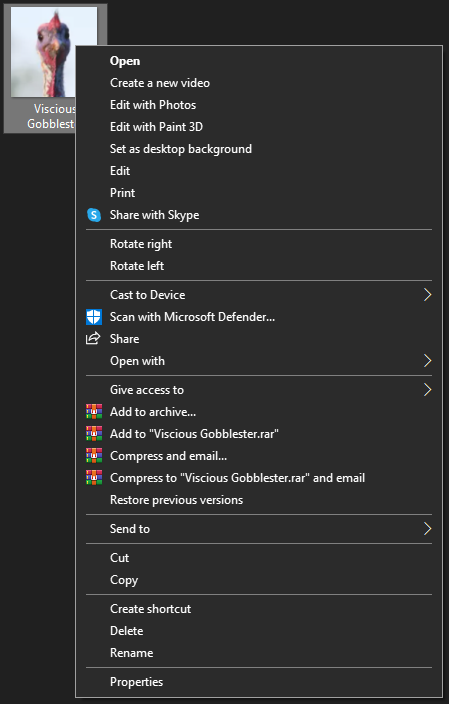 Viscious
Gobblest
Open
Create a new video
Edit with Photos
Edit with Paint 3D
Set as desktop background
Edit
Print
Share with Skype
Rotate right
Rotate left
Cast to Device
Scan with Microsoft Defender...
Share
Open with
Give access to
Add to archive...
Add to "Viscious Gobblester.rar"
Compress and email...
Compress to "Viscious Gobblester.rar" and email
Restore previous versions
Send to
Cut
Copy
Create shortcut
Delete
Rename
Properties